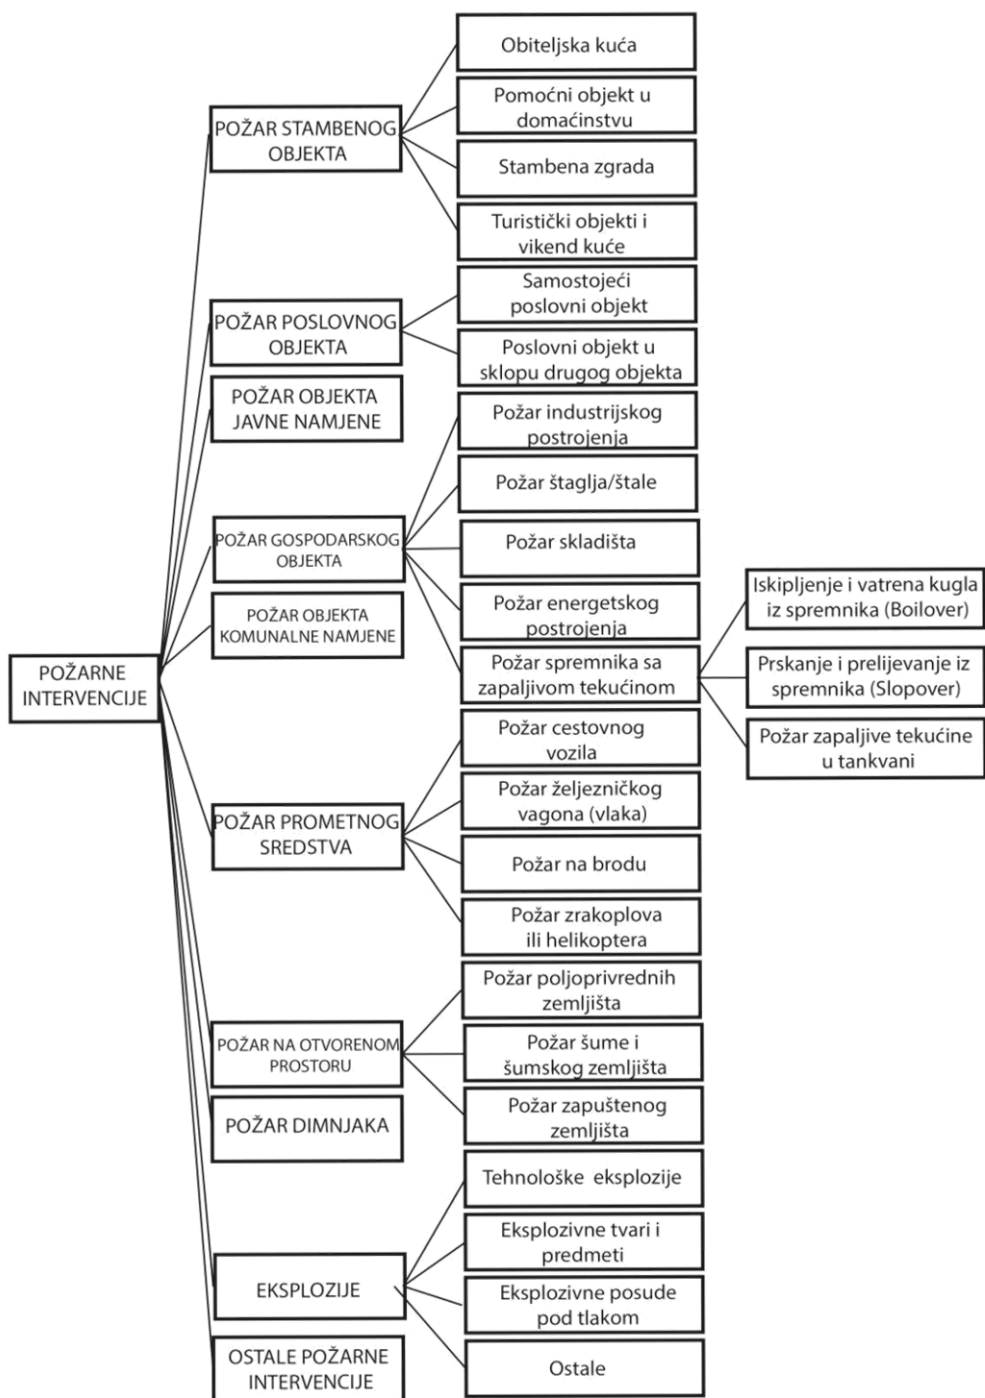 POŽARNE
INTERVENCIJE
POŽAR STAMBENOG
OBJEKTA
Obiteljska kuća
Pomoćni objekt u
domaćinstvu
Stambena zgrada
Turistički objekti i
vikend kuće
POŽAR POSLOVNOG
OBJEKTA
Samostojeći
poslovni objekt
Poslovni objekt u
sklopu drugog objekta
POŽAR OBJEKTA
JAVNE NAMJENE
POŽAR GOSPODARSKOG
OBJEKTA
Požar industrijskog
postrojenja
Požar štaglja/štale
Požar skladišta
Požar energetskog
postrojenja
Požar spremnika sa
zapaljivom tekućinom
Iskipljenje i vatrena kugla
iz spremnika (Boilover)
Prskanje i prelijevanje iz
spremnika (Slopover)
Požar zapaljive tekućine
u tankvani
POŽAR OBJEKTA
KOMUNALNE NAMJENE
POŽAR PROMETNOG
SREDSTVA
Požar cestovnog
vozila
Požar željezničkog
vagona (vlaka)
Požar na brodu
Požar zrakoplova
ili helikoptera
POŽAR NA OTVORENOM
PROSTORU
Požar poljoprivrednih
zemljišta
Požar šume i
šumskog zemljišta
Požar zapuštenog
zemljišta
POŽAR DIMNJAKA
EKSPLOZIJE
Tehnološke eksplozije
Eksplozivne tvari i
predmeti
Eksplozivne posude
pod tlakom
Ostale
OSTALE POŽARNE
INTERVENCIJE